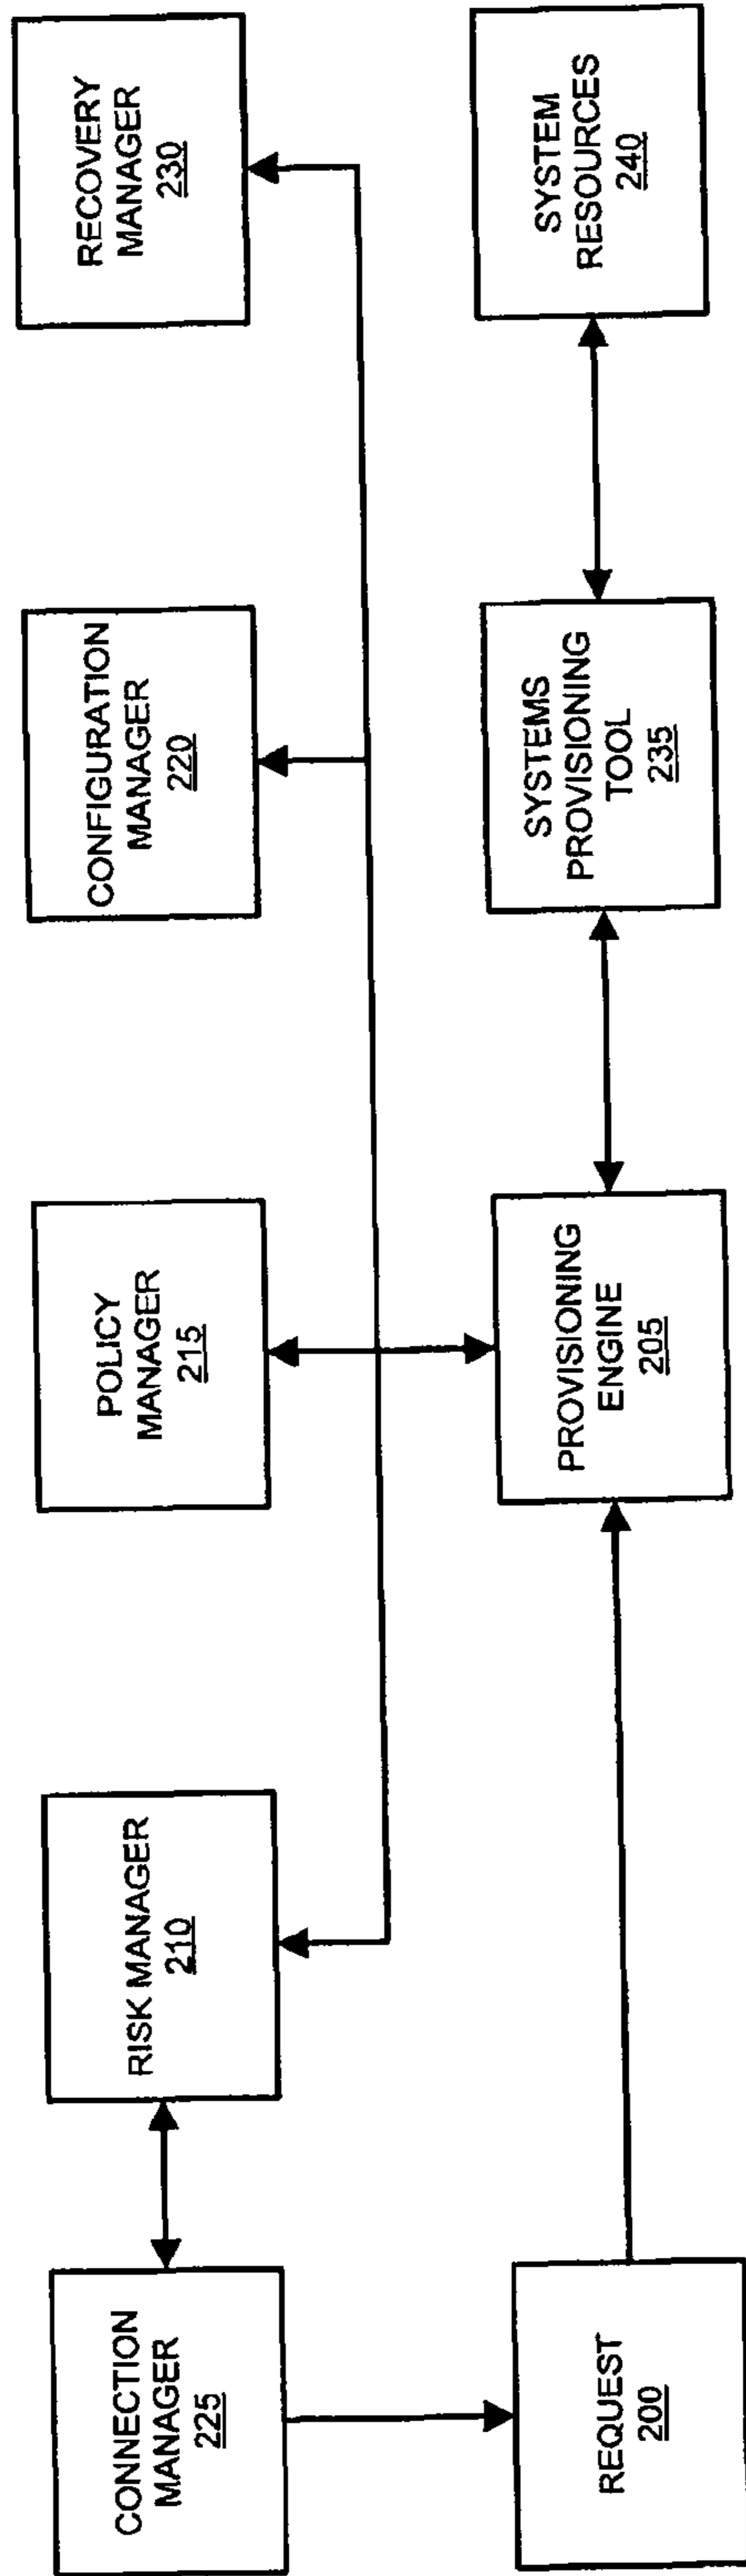 CONNECTION
MANAGER
225
RISK MANAGER
210
POLICY
MANAGER
215
CONFIGURATION
MANAGER
220
RECOVERY
MANAGER
230
REQUEST
200
PROVISIONING
ENGINE
205
SYSTEMS
PROVISIONING
TOOL
235
SYSTEM
RESOURCES
240